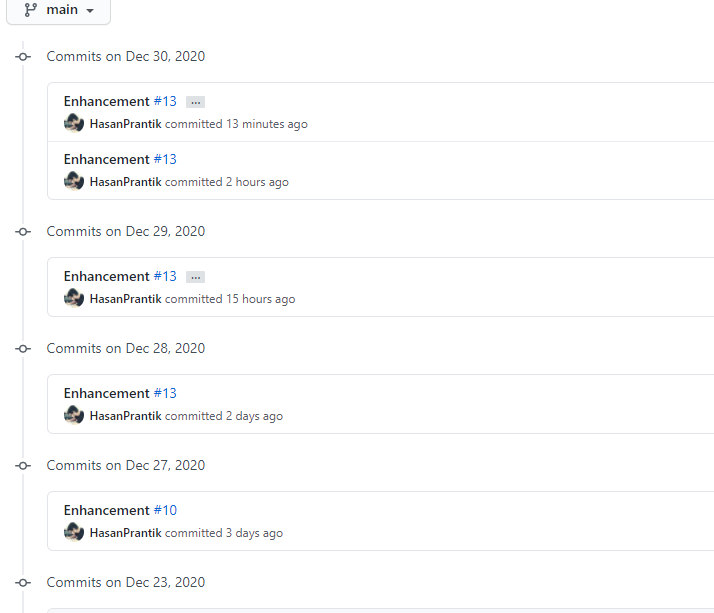 main
Commits on Dec 30, 2020
Enhancement #13 ...
HasanPrantik committed 13 minutes ago
Enhancement #13
HasanPrantik committed 2 hours ago
Commits on Dec 29, 2020
Enhancement #13 ...
HasanPrantik committed 15 hours ago
Commits on Dec 28, 2020
Enhancement #13
HasanPrantik committed 2 days ago
Commits on Dec 27, 2020
Enhancement #10
HasanPrantik committed 3 days ago
Commits on Dec 23, 2020